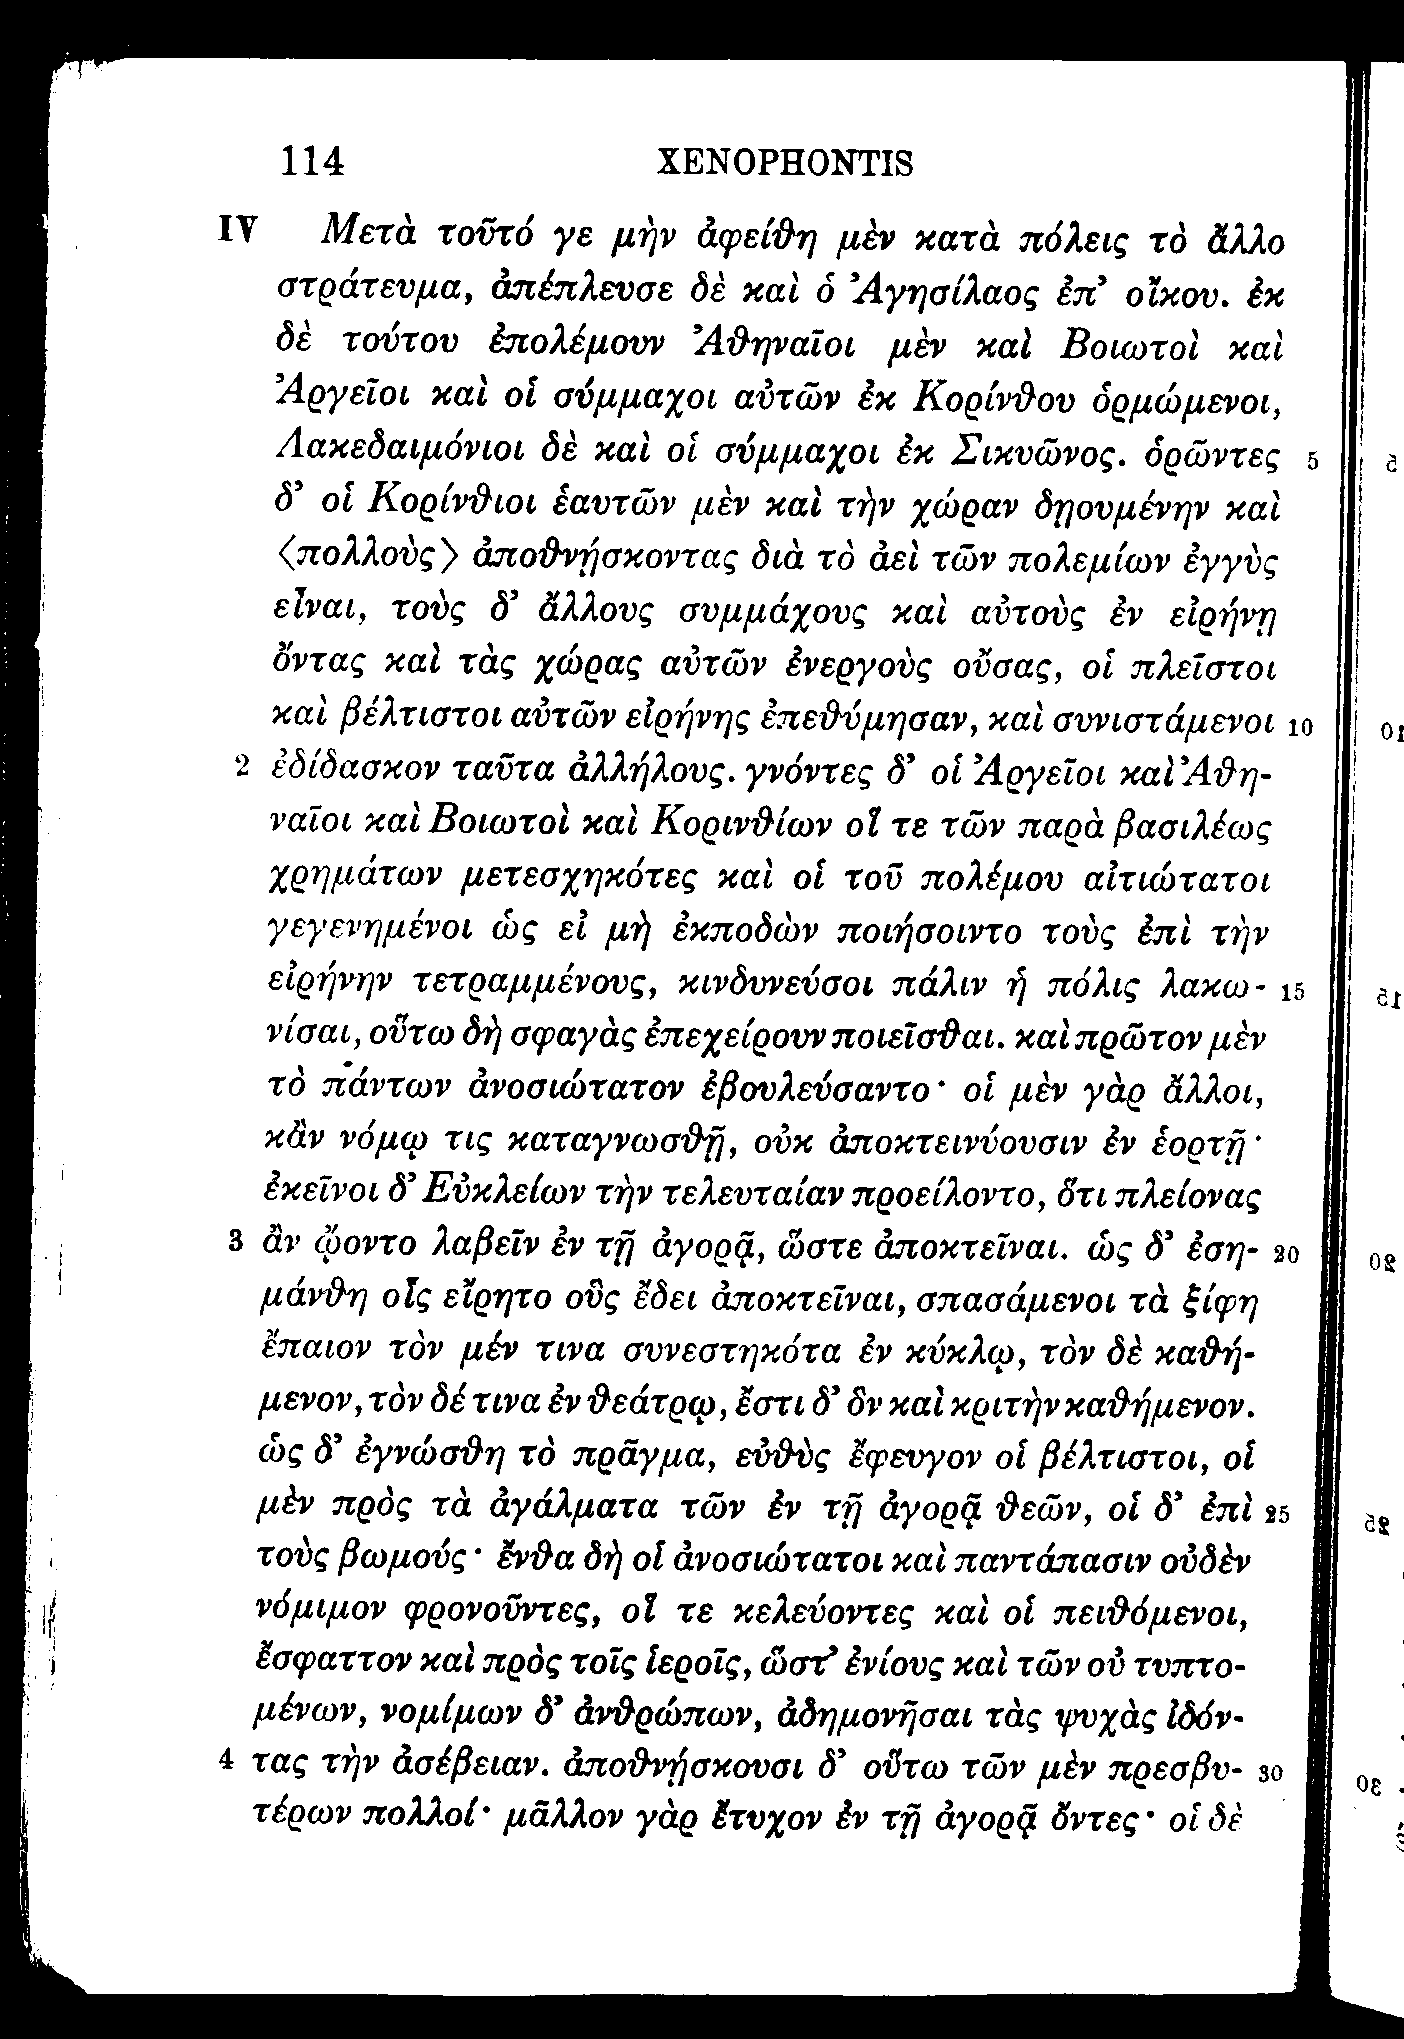 114 XENOPHONTIS
IV Μετὰ τοῦτό γε μὴν ἀφείθη μὲν κατὰ πόλεις τὸ ἄλλο
στράτευμα, ἀπέπλευσε δὲ καὶ ὁ Ἀγησίλαος ἐπ’ οἴκου. ἐκ
δὲ τούτου ἐπολέμουν Ἀθηναῖοι μὲν καὶ Βοιωτοὶ καὶ
Ἀργεῖοι καὶ οἱ σύμμαχοι αὐτῶν ἐκ Κορίνθου ὁρμώμενοι,
Λακεδαιμόνιοι δὲ καὶ οἱ σύμμαχοι ἐκ Σικυῶνος. ὁρῶντες 5
δ’ οἱ Κορίνθιοι ἑαυτῶν μὲν καὶ τὴν χώραν δῃουμένην καὶ
⟨πολλοὺς⟩ ἀποθνῄσκοντας διὰ τὸ ἀεὶ τῶν πολεμίων ἐγγὺς
εἶναι, τοὺς δ’ ἄλλους συμμάχους καὶ αὐτοὺς ἐν εἰρήνῃ
ὄντας καὶ τὰς χώρας αὐτῶν ἐνεργοὺς οὔσας, οἱ πλεῖστοι
καὶ βέλτιστοι αὐτῶν εἰρήνης ἐπεθύμησαν, καὶ συνιστάμενοι 10
2 ἐδίδασκον ταῦτα ἀλλήλους. γνόντες δ’ οἱ Ἀργεῖοι καὶ Ἀθη-
ναῖοι καὶ Βοιωτοὶ καὶ Κορινθίων οἵ τε τῶν παρὰ βασιλέως
χρημάτων μετεσχηκότες καὶ οἱ τοῦ πολέμου αἰτιώτατοι
γεγενημένοι ὡς εἰ μὴ ἐκποδὼν ποιήσοιντο τοὺς ἐπὶ τὴν
εἰρήνην τετραμμένους, κινδυνεύσοι πάλιν ἡ πόλις λακω- 15
νίσαι, οὕτω δὴ σφαγὰς ἐπεχείρουν ποιεῖσθαι. καὶ πρῶτον μὲν
τὸ πάντων ἀνοσιώτατον ἐβουλεύσαντο· οἱ μὲν γὰρ ἄλλοι,
κἂν νόμῳ τις καταγνωσθῇ, οὐκ ἀποκτεινύουσιν ἐν ἑορτῇ·
ἐκεῖνοι δ’ Εὐκλείων τὴν τελευταίαν προείλοντο, ὅτι πλείονας
3 ἂν ᾤοντο λαβεῖν ἐν τῇ ἀγορᾷ, ὥστε ἀποκτεῖναι. ὡς δ’ ἐση- 20
μάνθη οἷς εἴρητο οὓς ἔδει ἀποκτεῖναι, σπασάμενοι τὰ ξίφη
ἔπαιον τὸν μέν τινα συνεστηκότα ἐν κύκλῳ, τὸν δὲ καθή-
μενον, τὸν δέ τινα ἐν θεάτρῳ, ἔστι δ’ ὃν καὶ κριτὴν καθήμενον.
ὡς δ’ ἐγνώσθη τὸ πρᾶγμα, εὐθὺς ἔφευγον οἱ βέλτιστοι, οἱ
μὲν πρὸς τὰ ἀγάλματα τῶν ἐν τῇ ἀγορᾷ θεῶν, οἱ δ’ ἐπὶ 25
τοὺς βωμούς· ἔνθα δὴ οἱ ἀνοσιώτατοι καὶ παντάπασιν οὐδὲν
νόμιμον φρονοῦντες, οἵ τε κελεύοντες καὶ οἱ πειθόμενοι,
ἔσφαττον καὶ πρὸς τοῖς ἱεροῖς, ὥστ’ ἐνίους καὶ τῶν οὐ τυπτο-
μένων, νομίμων δ’ ἀνθρώπων, ἀδημονῆσαι τὰς ψυχὰς ἰδόν-
4 τας τὴν ἀσέβειαν. ἀποθνῄσκουσι δ’ οὕτω τῶν μὲν πρεσβυ- 30
τέρων πολλοί· μᾶλλον γὰρ ἔτυχον ἐν τῇ ἀγορᾷ ὄντες· οἱ δὲ